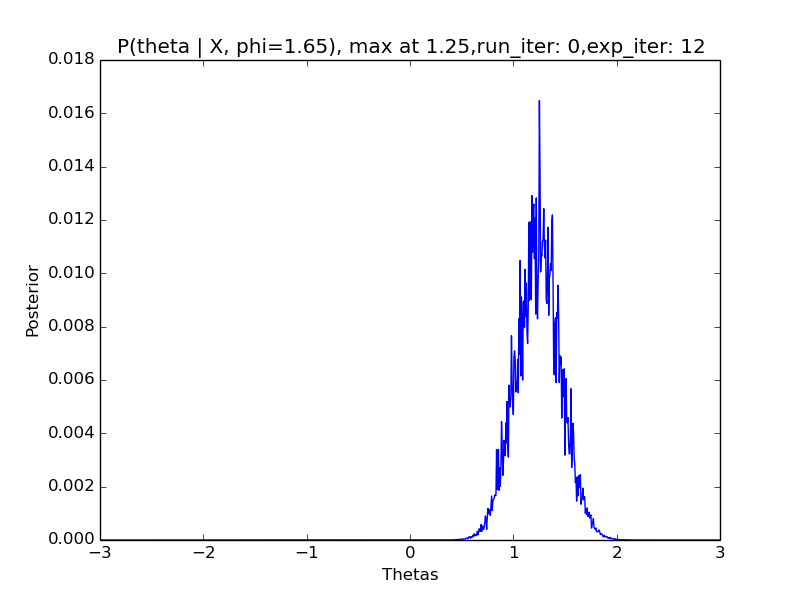 P(theta | X, phi=1.65), max at 1.25,run_iter: 0,exp_iter: 12
0.018
0.016
0.014
0.012
0.010
0.008
0.006
0.004
0.002
0.000
Posterior
−3 −2 −1 0 1 2 3
Thetas